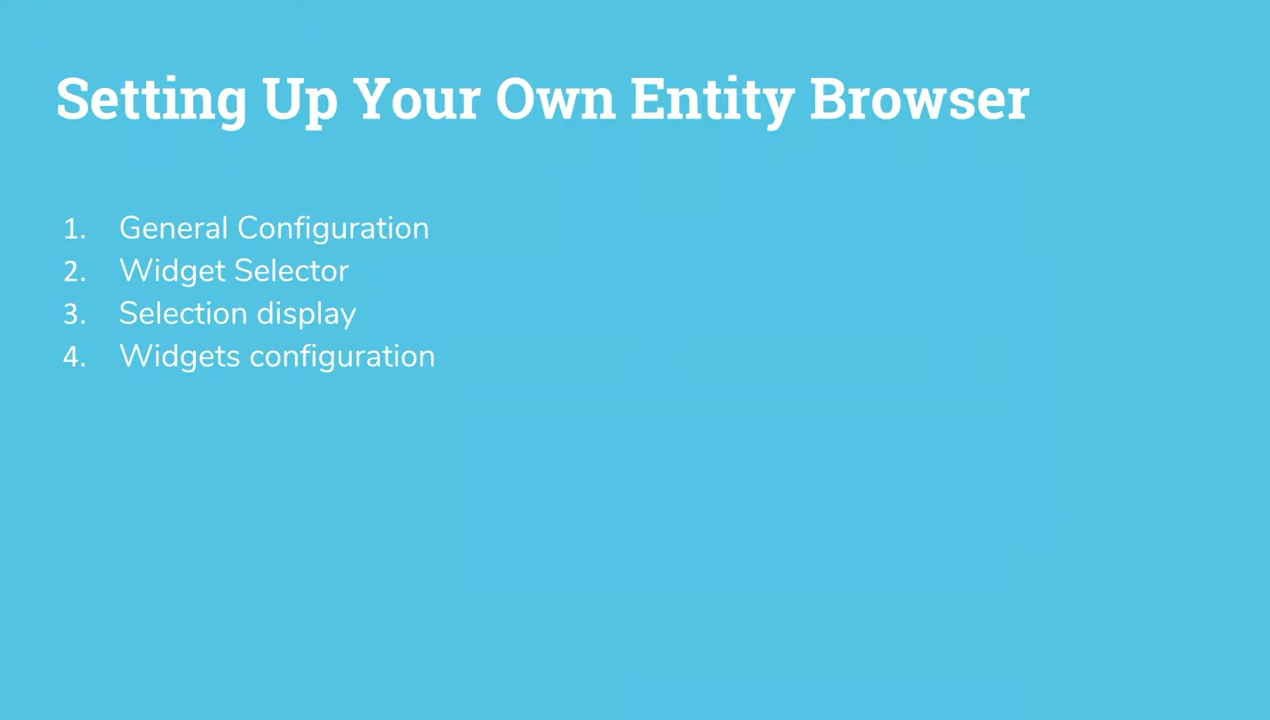 Setting Up Your Own Entity Browser
1. General Configuration
2. Widget Selector
3. Selection display
4. Widgets configuration